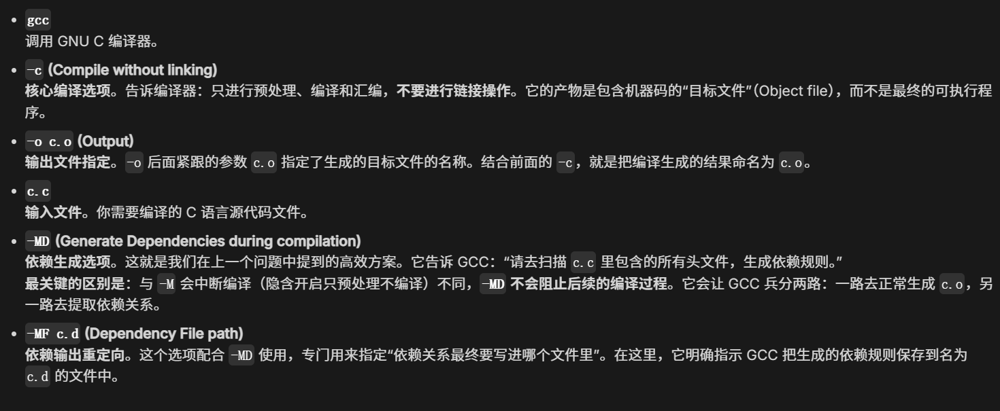 gcc
调用 GNU C 编译器。
-c (Compile without linking)
核心编译选项。告诉编译器：只进行预处理、编译和汇编，不要进行链接操作。它的产物是包含机器码的“目标文件”（Object file），而不是最终的可执行程
序。
-o c.o (Output)
输出文件指定。-o 后面紧跟的参数 c.o 指定了生成的目标文件的名称。结合前面的 -c，就是把编译生成的结果命名为 c.o。
c.c
输入文件。你需要编译的 C 语言源代码文件。
-MD (Generate Dependencies during compilation)
依赖生成选项。这就是我们在上一个问题中提到的高效方案。它告诉 GCC：“请去扫描 c.c 里包含的所有头文件，生成依赖规则。”
最关键的区别是：与 -M 会中断编译（隐含开启只预处理不编译）不同，-MD 不会阻止后续的编译过程。它会让 GCC 兵分两路：一路去正常生成 c.o，另
一路去提取依赖关系。
-MF c.d (Dependency File path)
依赖输出重定向。这个选项配合 -MD 使用，专门用来指定“依赖关系最终要写进哪个文件里”。在这里，它明确指示 GCC 把生成的依赖规则保存到名为
c.d 的文件中。